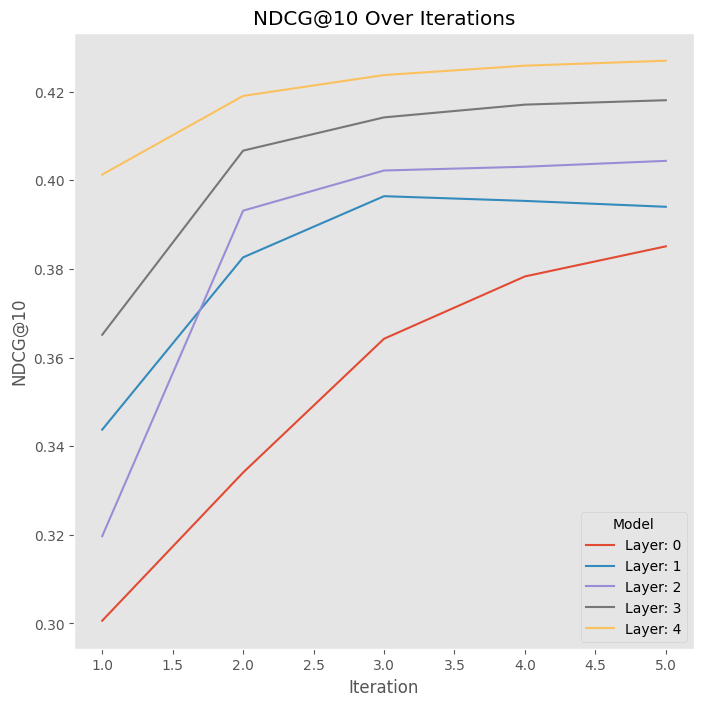 NDCG@10 Over Iterations
NDCG@10
0.42
0.40
0.38
0.36
0.34
0.32
0.30
1.0 1.5 2.0 2.5 3.0 3.5 4.0 4.5 5.0
Iteration
Model
Layer: 0
Layer: 1
Layer: 2
Layer: 3
Layer: 4